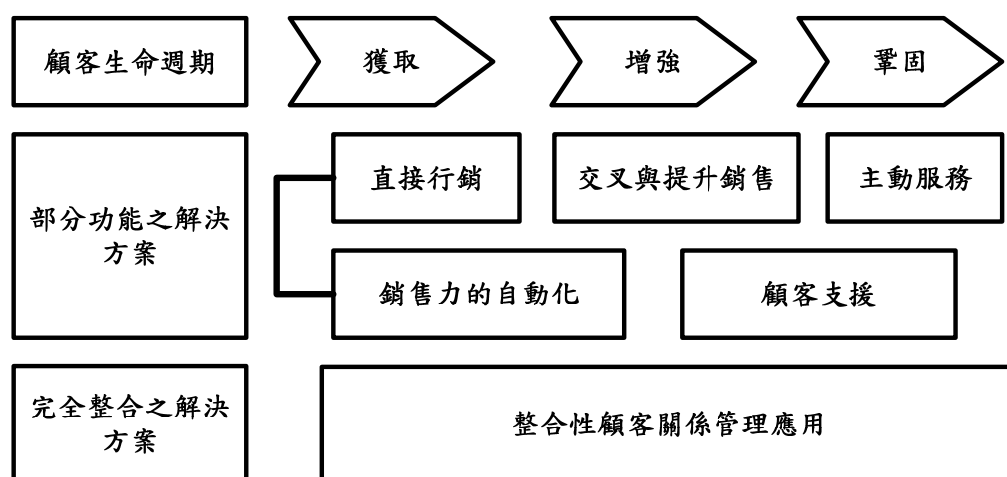 顧客生命週期
獲取
增強
鞏固
部分功能之解決
方案
直接行銷
交叉與提升銷售
主動服務
銷售力的自動化
顧客支援
完全整合之解決
方案
整合性顧客關係管理應用